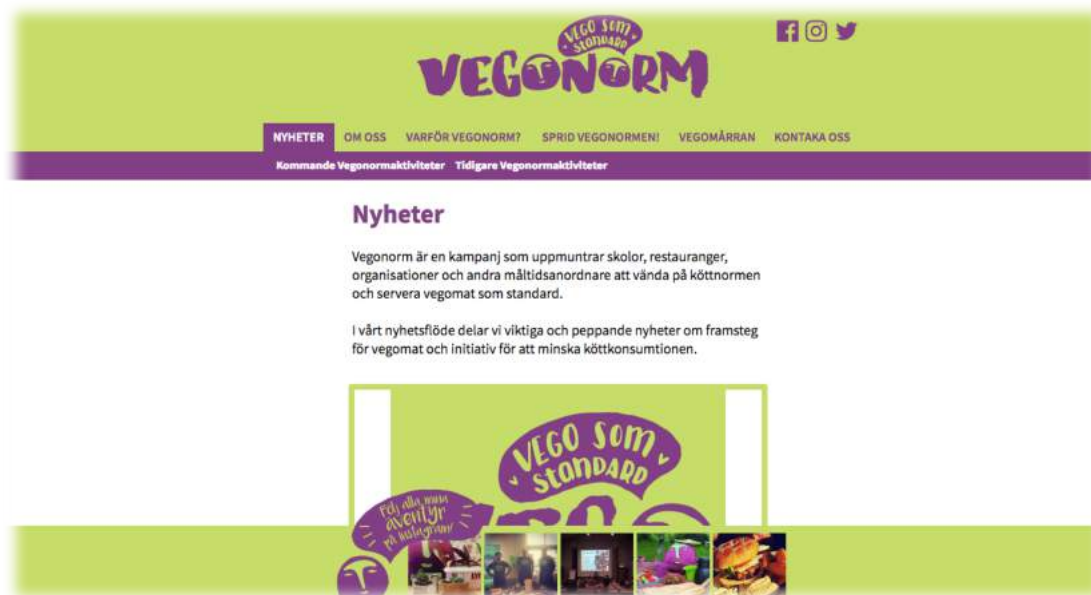 VEGO SOM
STANDARD
VEGONORM
NYHETER OM OSS VARFÖR VEGONORM? SPRID VEGONORMEN! VEGOMÅRRAN KONTAKA OSS
Kommande Vegonormaktiviteter Tidigare Vegonormaktiviteter
Nyheter
Vegonorm är en kampanj som uppmuntrar skolor, restauranger,
organisationer och andra måltidsanordnare att vända på köttnormen
och servera vegomat som standard.
I vårt nyhetsflöde delar vi viktiga och peppande nyheter om framsteg
för vegomat och initiativ för att minska köttkonsumtionen.
VEGO SOM
STANDARD
Följ alla mina
äventyr
på instagram!